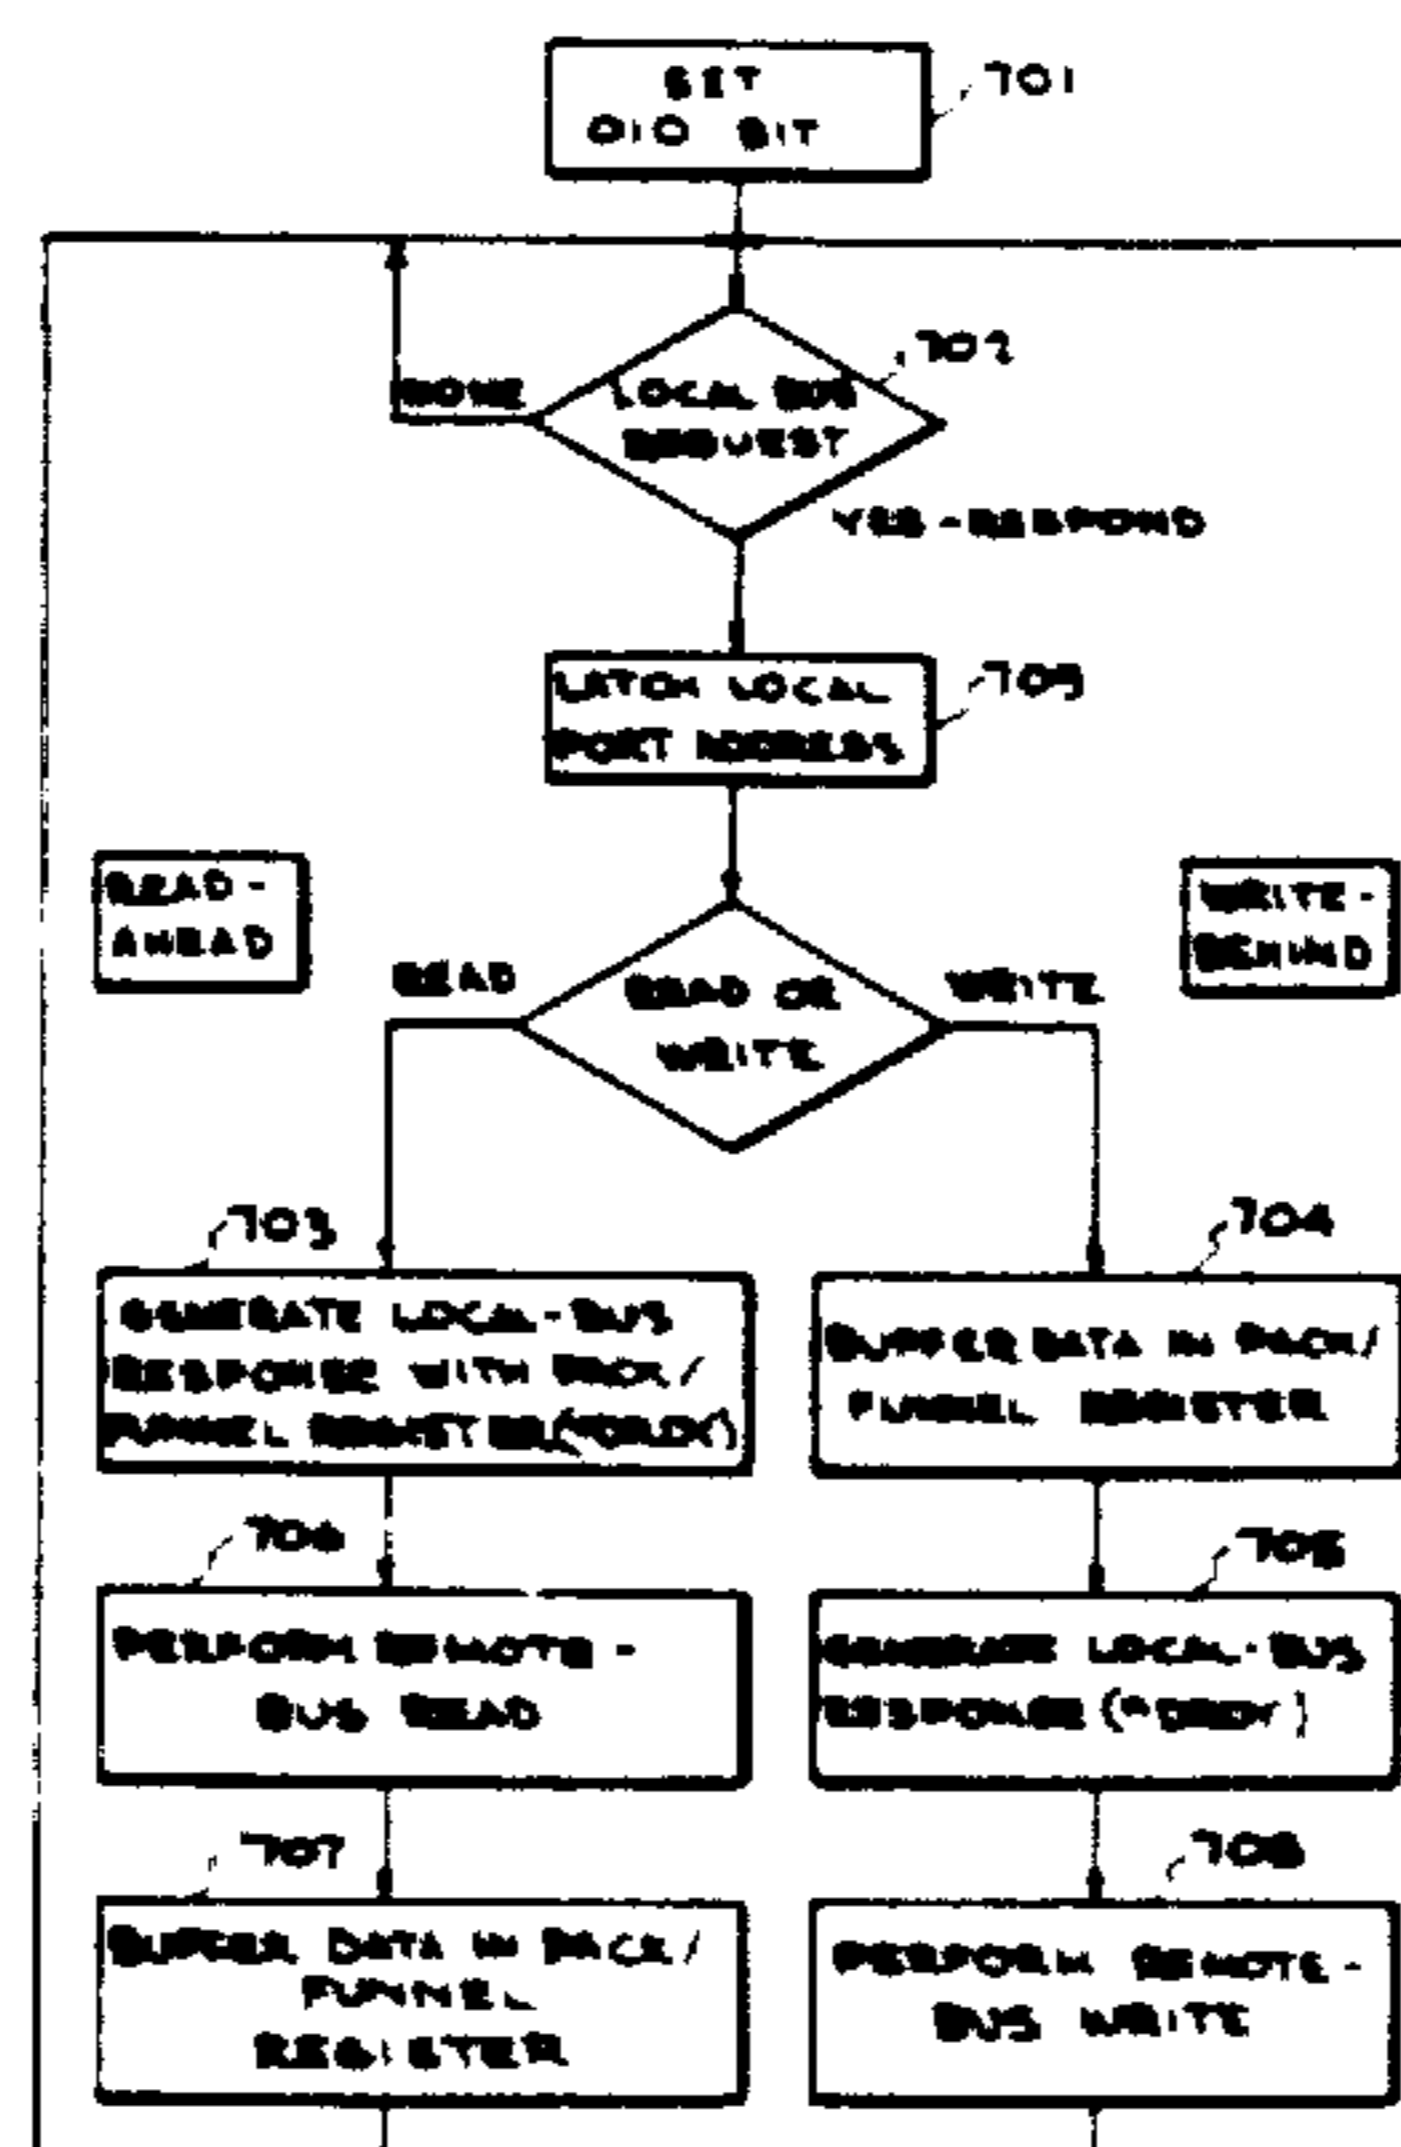 SET
701
DIO BIT
702
NONE
LOCAL BUS
REQUEST
YES - RESPOND
709
LATCH LOCAL
PORT ADDRESS
READ -
AHEAD
WRITE -
BEHIND
READ
READ OR
WRITE
WRITE
703
704
GENERATE LOCAL - BUS
RESPONSE WITH PACK /
FUNNEL REGISTER (*DRDY)
BUFFER DATA IN PACK /
FUNNEL REGISTER
706
705
PERFORM REMOTE -
BUS READ
GENERATE LOCAL - BUS
RESPONSE (*DRDY)
707
708
BUFFER DATA IN PACK /
FUNNEL
REGISTER
PERFORM REMOTE -
BUS WRITE